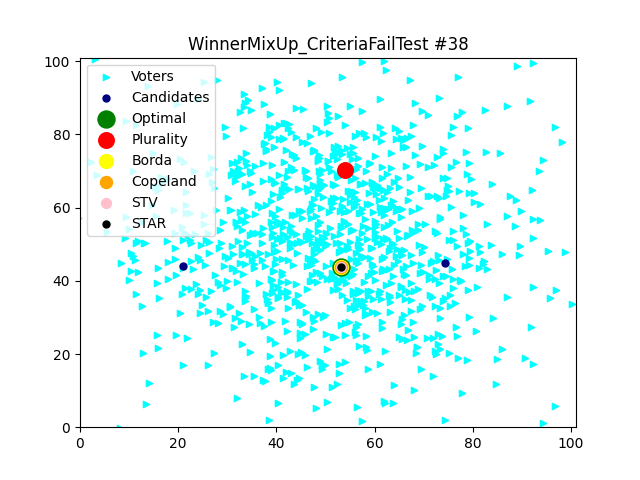 WinnerMixUp_CriteriaFailTest #38
Voters
Candidates
Optimal
Plurality
Borda
Copeland
STV
STAR
100
80
60
40
20
0
0 20 40 60 80 100